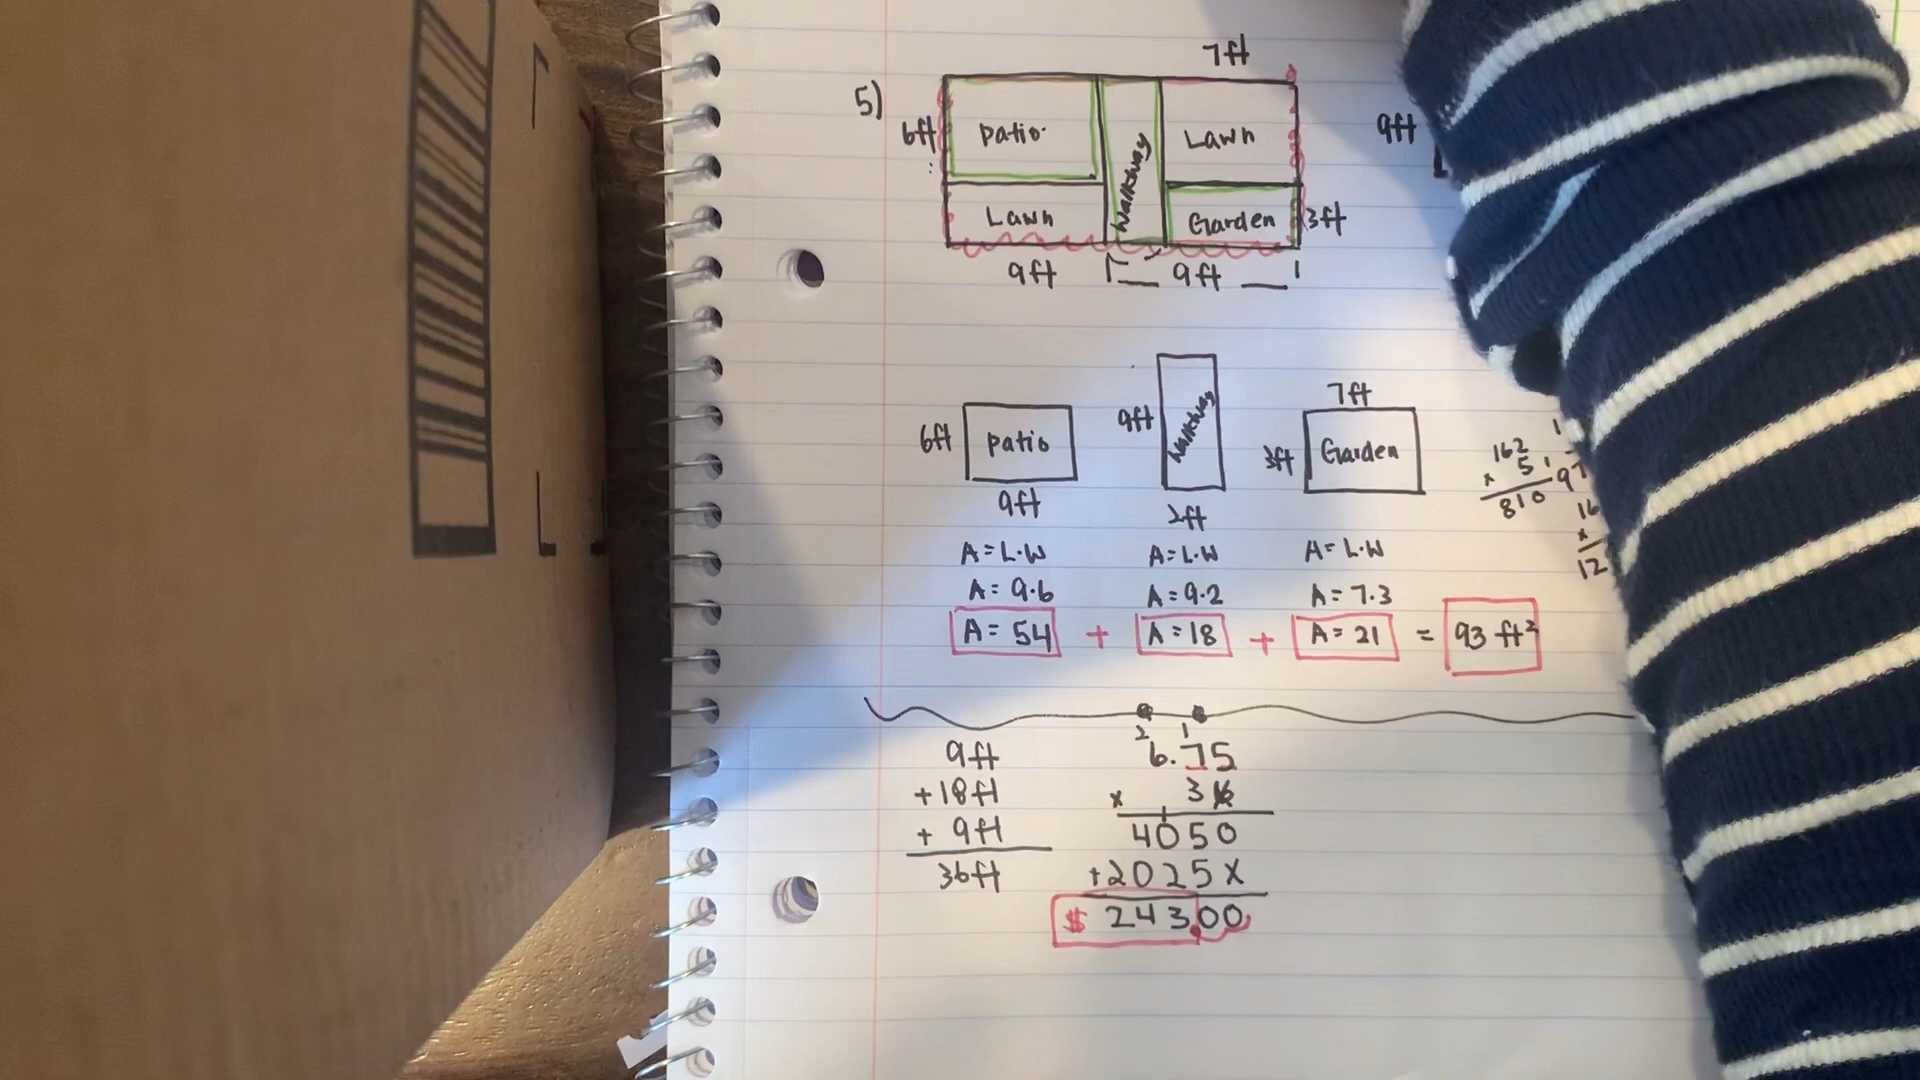 7ft
5)
6ft
patio
Walkway
Lawn
9ft
Lawn
Garden
3ft
9ft
9ft
7ft
6ft
patio
9ft
Walkway
3ft
Garden
9ft
2ft
A = L·W
A = L·W
A = L·W
A = 9·6
A = 9·2
A = 7·3
A = 54 + A = 18 + A = 21 = 93 ft²
162
x 5
810
9ft
+18ft
+ 9ft
36ft
2 1
6.75
x 36
4050
+2025x
$ 243.00